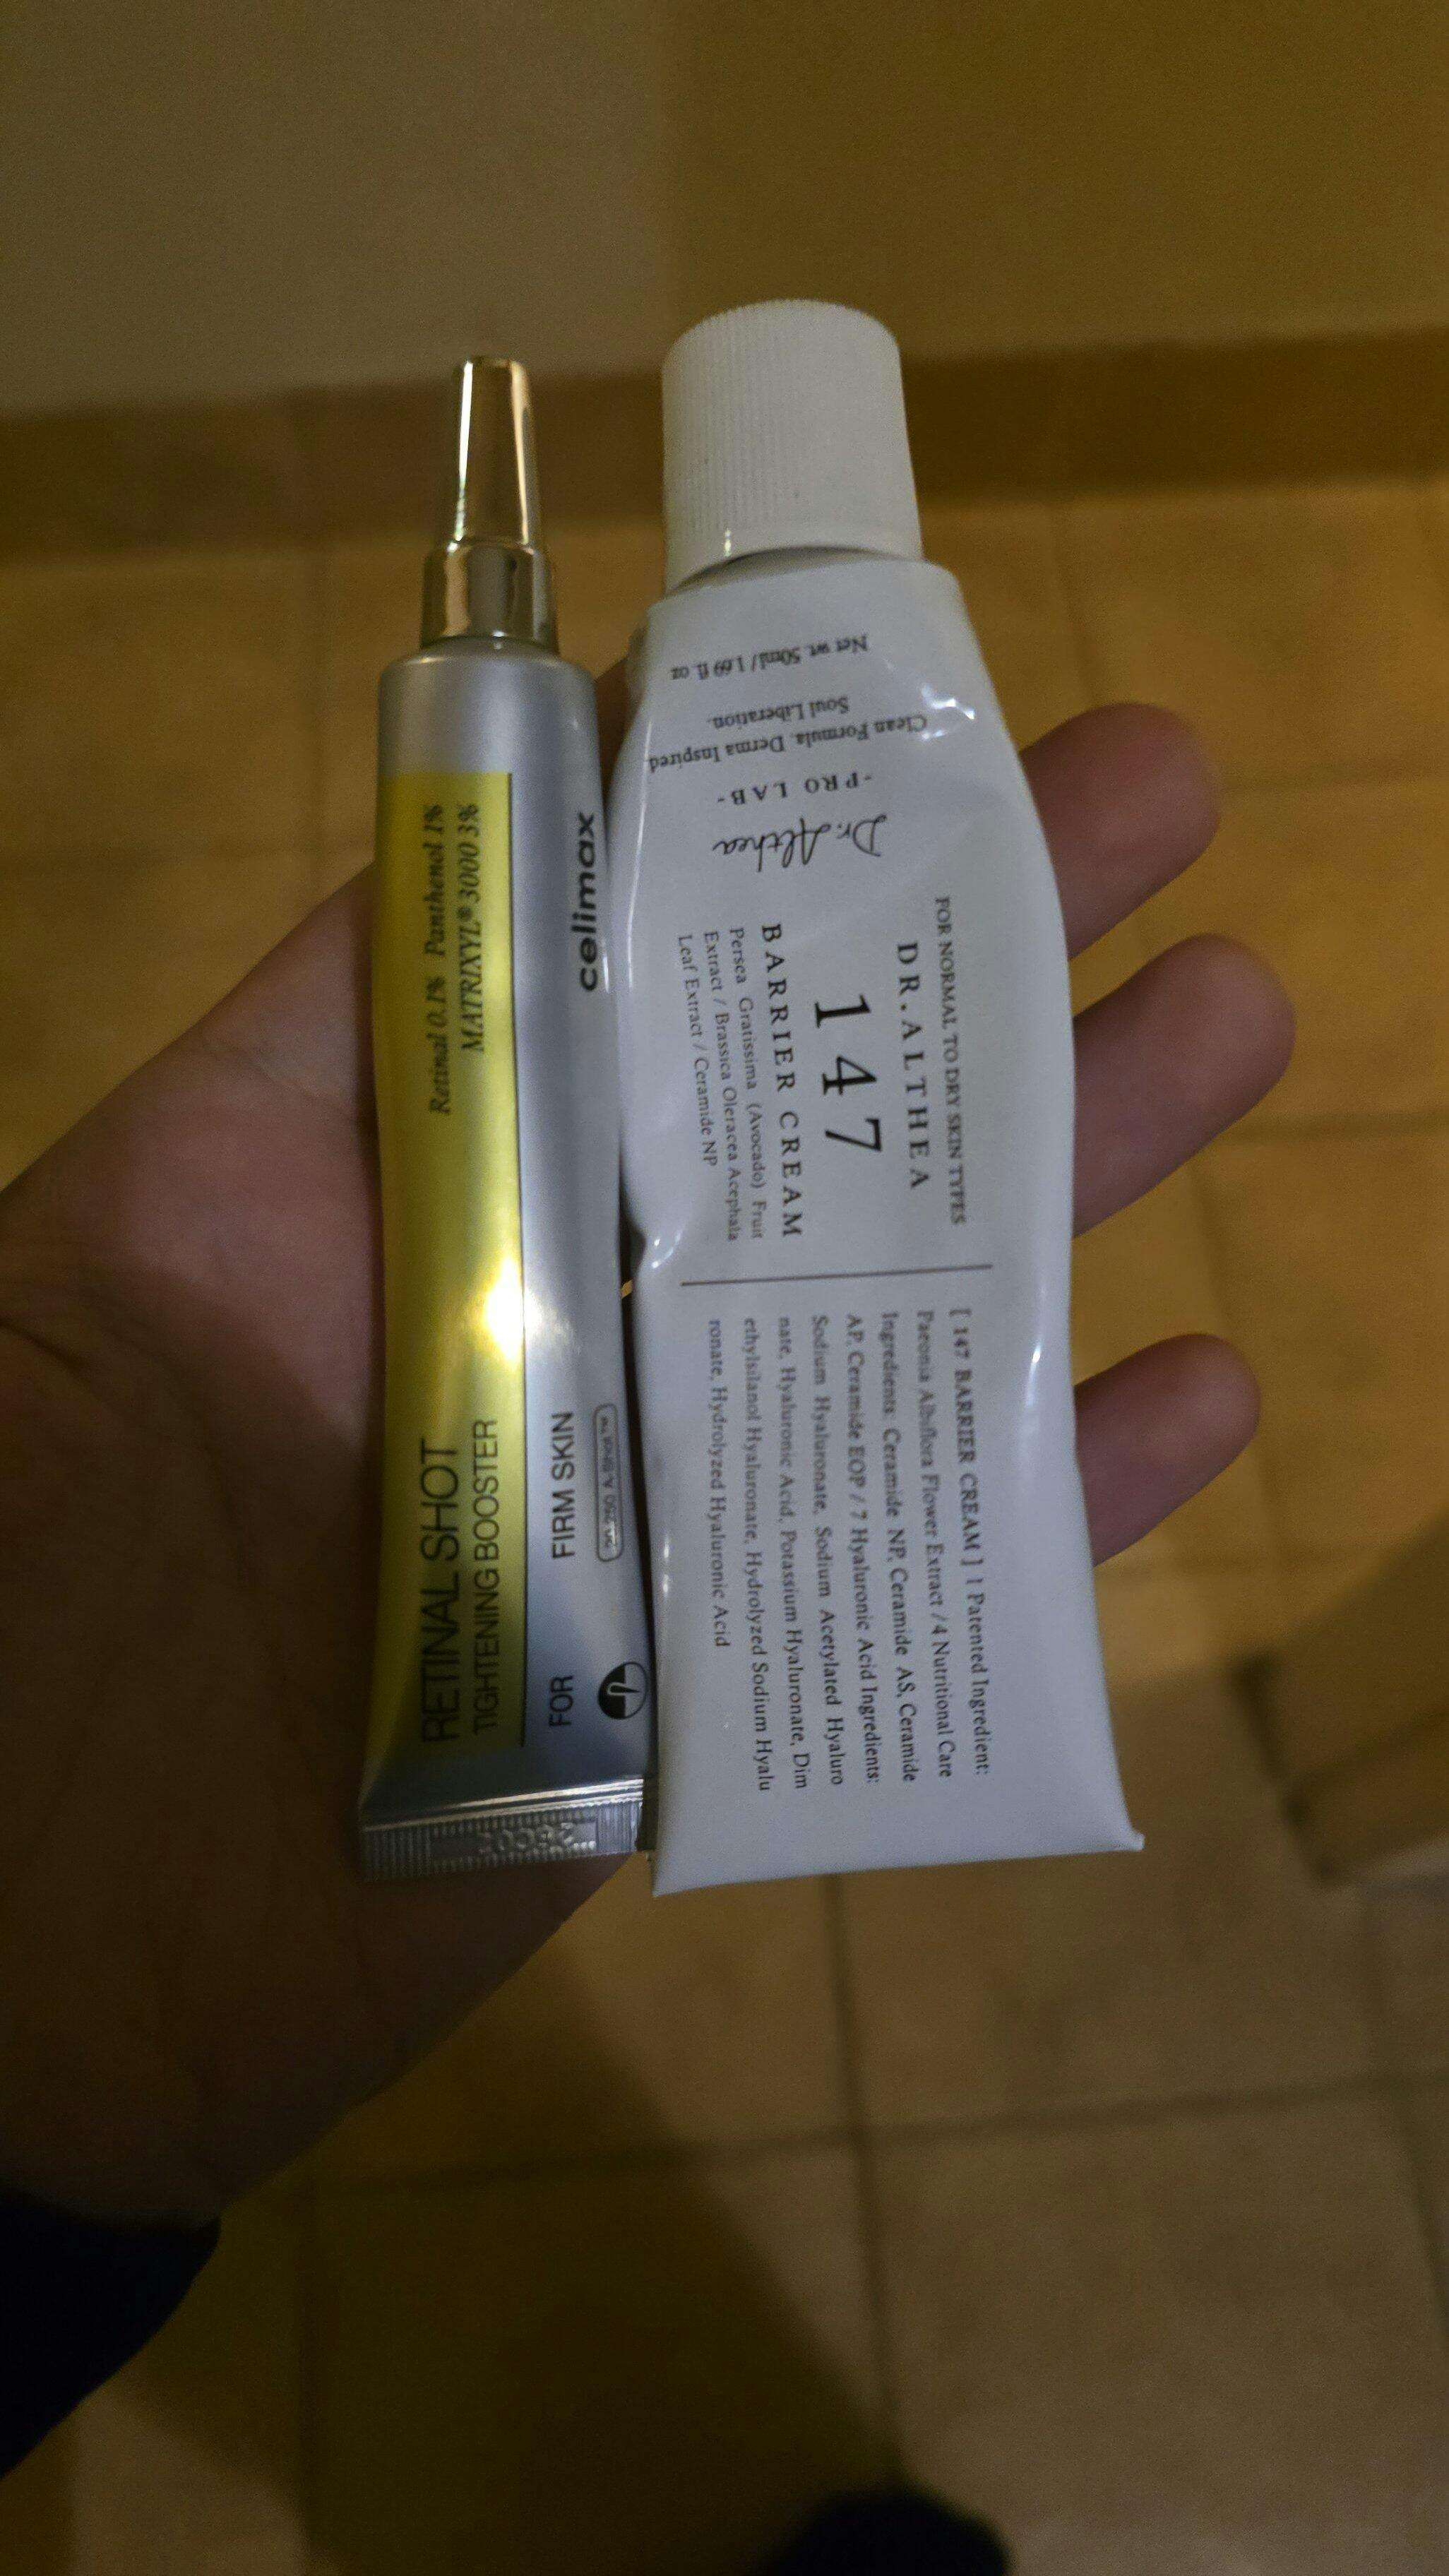 celimax
Retinal 0.1% Panthenol 1%
MATRIXYL® 3000 3%
RETINAL SHOT
TIGHTENING BOOSTER
FOR FIRM SKIN
Net wt. 50ml / 1.69 fl. oz
Clean Formula, Derma Inspired,
Soul Liberation.
Dr.Althea
-PRO LAB-
FOR NORMAL TO DRY SKIN TYPES
DR.ALTHEA
147
BARRIER CREAM
Persea Gratissima (Avocado) Fruit
Extract / Brassica Oleracea Acephala
Leaf Extract / Ceramide NP
[ 147 BARRIER CREAM ] 1 Patented Ingredient:
Paeonia Albiflora Flower Extract / 4 Nutritional Care
Ingredients: Ceramide NP, Ceramide AS, Ceramide
AP, Ceramide EOP / 7 Hyaluronic Acid Ingredients:
Sodium Hyaluronate, Sodium Acetylated Hyaluro
nate, Hyaluronic Acid, Potassium Hyaluronate, Dim
ethylsilanol Hyaluronate, Hydrolyzed Sodium Hyalu
ronate, Hydrolyzed Hyaluronic Acid